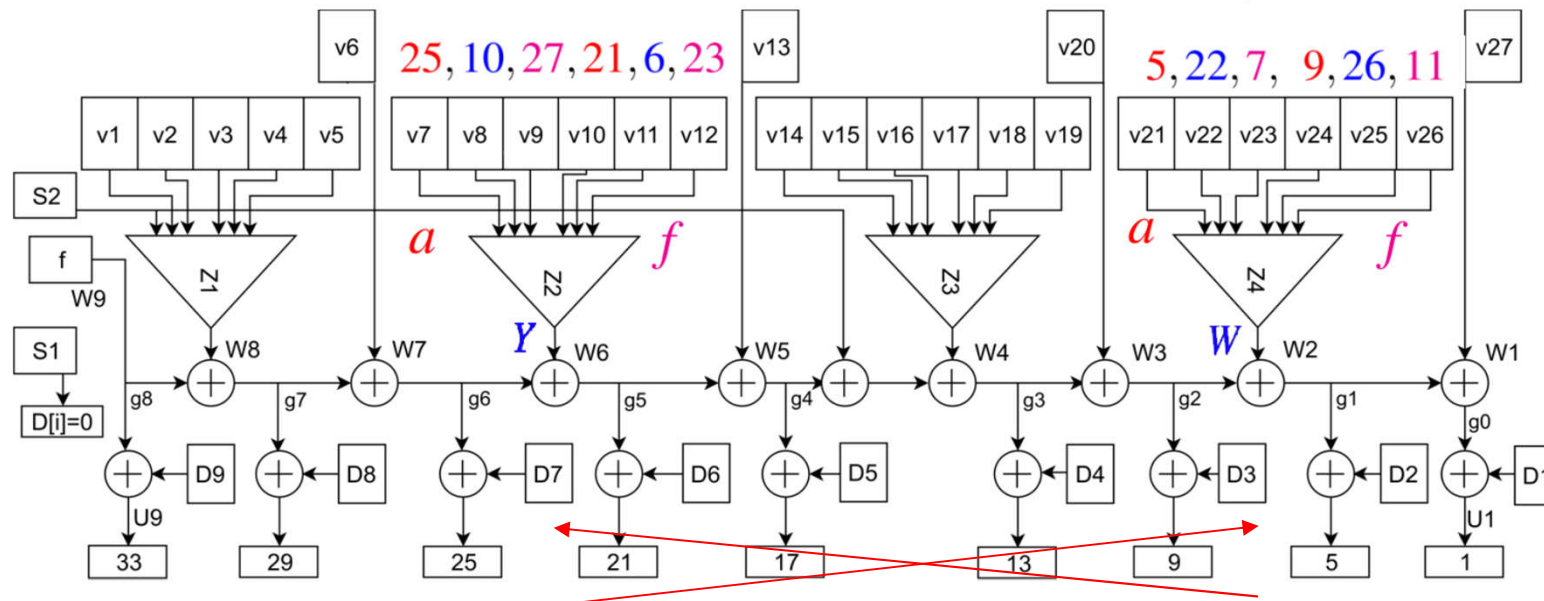 v6 25, 10, 27, 21, 6, 23 v13 v20 5, 22, 7, 9, 26, 11 v27
v1 v2 v3 v4 v5 v7 v8 v9 v10 v11 v12 v14 v15 v16 v17 v18 v19 v21 v22 v23 v24 v25 v26
S2
a f a f
f Z1 Z2 Z3 Z4
W9
S1 W8 W7 Y W6 W5 W4 W3 W W2 W1
D[i]=0 g8 g7 g6 g5 g4 g3 g2 g1 g0
D9 D8 D7 D6 D5 D4 D3 D2 D1
U9 U1
33 29 25 21 17 13 9 5 1